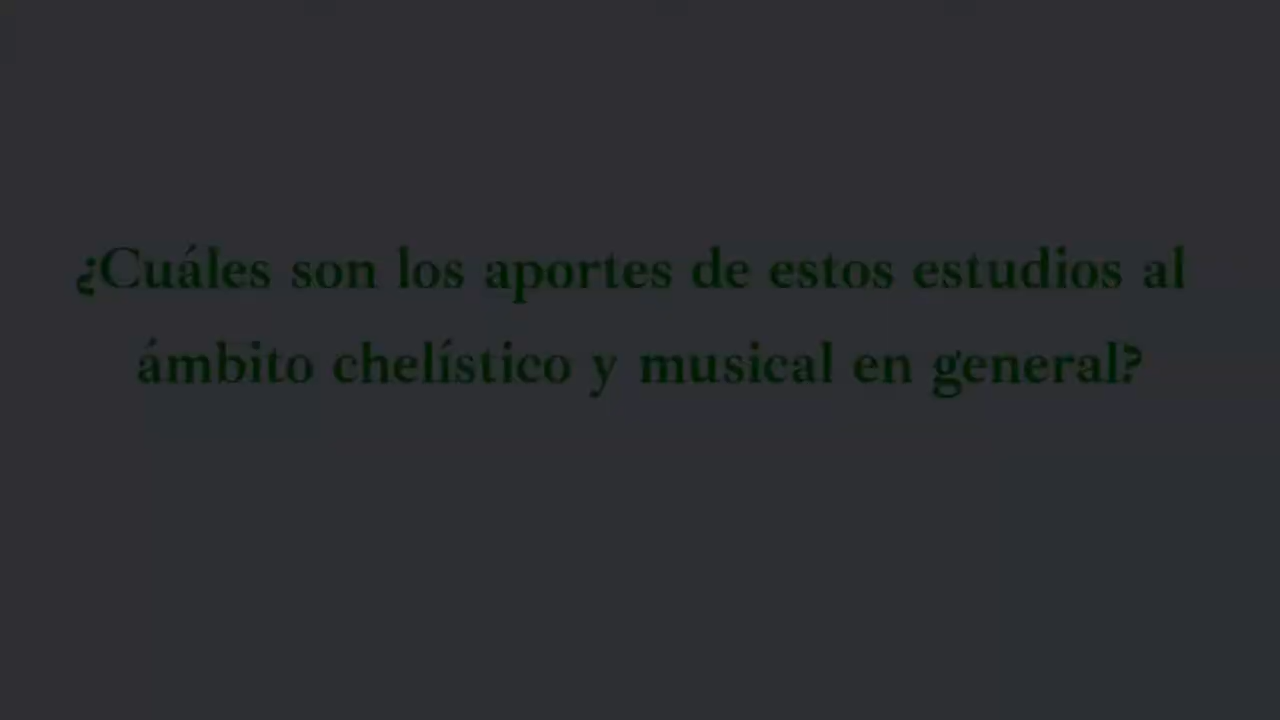 ¿Cuáles son los aportes de estos estudios al
ámbito chelístico y musical en general?